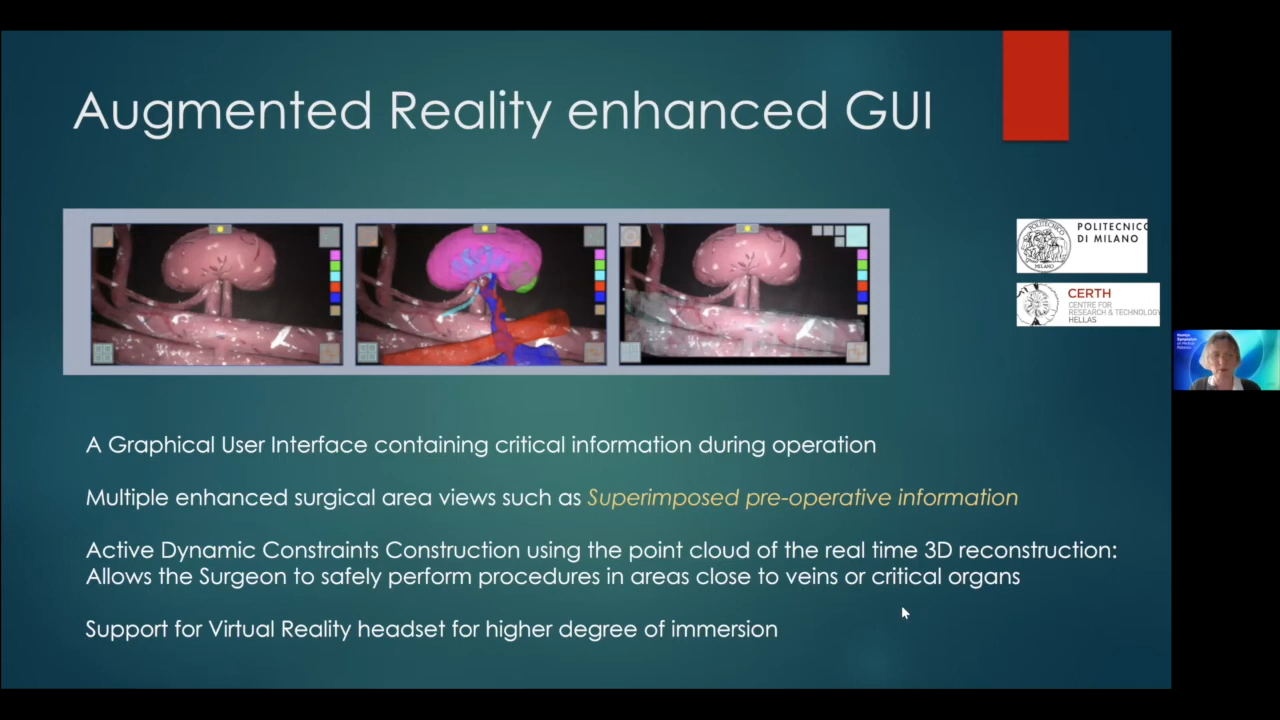 Augmented Reality enhanced GUI
POLITECNICO
DI MILANO
MILANO
CERTH
CENTRE FOR
RESEARCH & TECHNOLOGY
HELLAS
A Graphical User Interface containing critical information during operation
Multiple enhanced surgical area views such as Superimposed pre-operative information
Active Dynamic Constraints Construction using the point cloud of the real time 3D reconstruction:
Allows the Surgeon to safely perform procedures in areas close to veins or critical organs
Support for Virtual Reality headset for higher degree of immersion